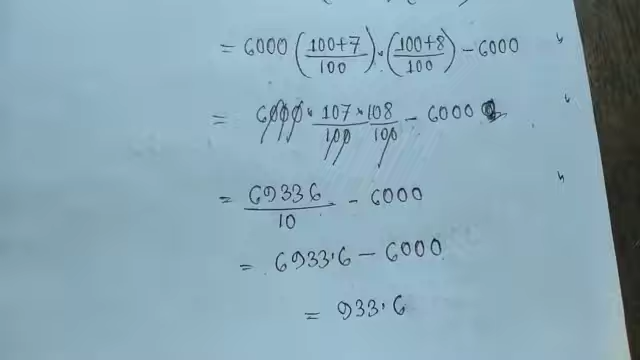 = 6000 (100+7/100) · (100+8/100) - 6000
= 6000 × 107 × 108/100 100 - 6000
= 69336/10 - 6000
= 6933.6 - 6000
= 933.6